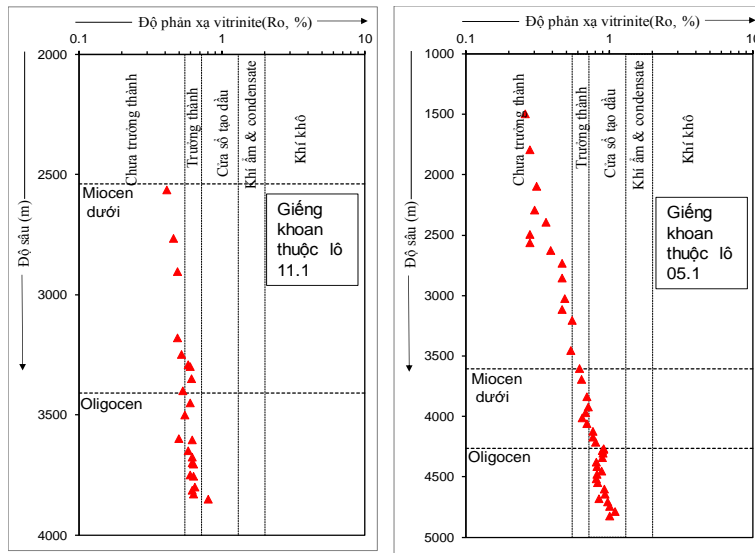 Độ phản xạ vitrinite(Ro, %)
0.1
1
10
2000
2500
3000
3500
4000
Độ sâu (m)
Chưa trưởng thành
Trưởng thành
Cửa sổ tạo dầu
Khí ẩm & condensate
Khí khô
Miocen
dưới
Oligocen
Giếng
khoan
thuộc lô
11.1
Độ phản xạ vitrinite(Ro, %)
0.1
1
10
1000
1500
2000
2500
3000
3500
4000
4500
5000
Độ sâu (m)
Chưa trưởng thành
Trưởng thành
Cửa sổ tạo dầu
Khí ẩm & condensate
Khí khô
Giếng
khoan
thuộc lô
05.1
Miocen
dưới
Oligocen